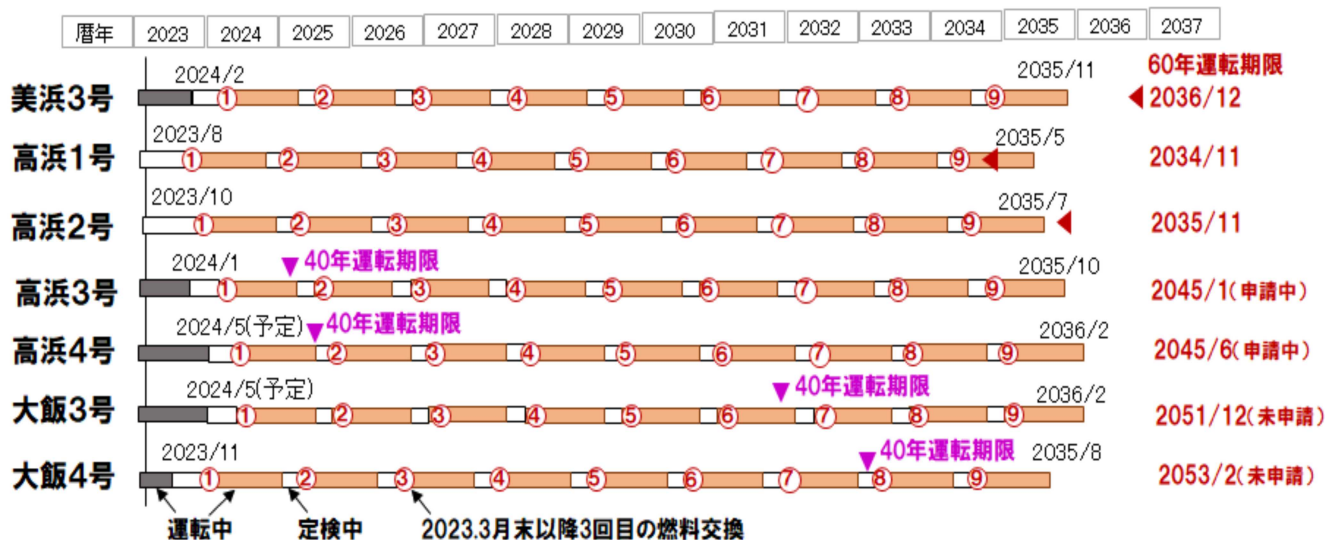 暦年 2023 2024 2025 2026 2027 2028 2029 2030 2031 2032 2033 2034 2035 2036 2037
60年運転期限
2024/2 2035/11
美浜3号 ① ② ③ ④ ⑤ ⑥ ⑦ ⑧ ⑨ 2036/12
2023/8 2035/5
高浜1号 ① ② ③ ④ ⑤ ⑥ ⑦ ⑧ ⑨ 2034/11
2023/10 2035/7
高浜2号 ① ② ③ ④ ⑤ ⑥ ⑦ ⑧ ⑨ 2035/11
2024/1 40年運転期限 2035/10
高浜3号 ① ② ③ ④ ⑤ ⑥ ⑦ ⑧ ⑨ 2045/1(申請中)
2024/5(予定) 40年運転期限 2036/2
高浜4号 ① ② ③ ④ ⑤ ⑥ ⑦ ⑧ ⑨ 2045/6(申請中)
2024/5(予定) 40年運転期限 2036/2
大飯3号 ① ② ③ ④ ⑤ ⑥ ⑦ ⑧ ⑨ 2051/12(未申請)
2023/11 40年運転期限 2035/8
大飯4号 ① ② ③ ④ ⑤ ⑥ ⑦ ⑧ ⑨ 2053/2(未申請)
運転中 定検中 2023.3月末以降3回目の燃料交換